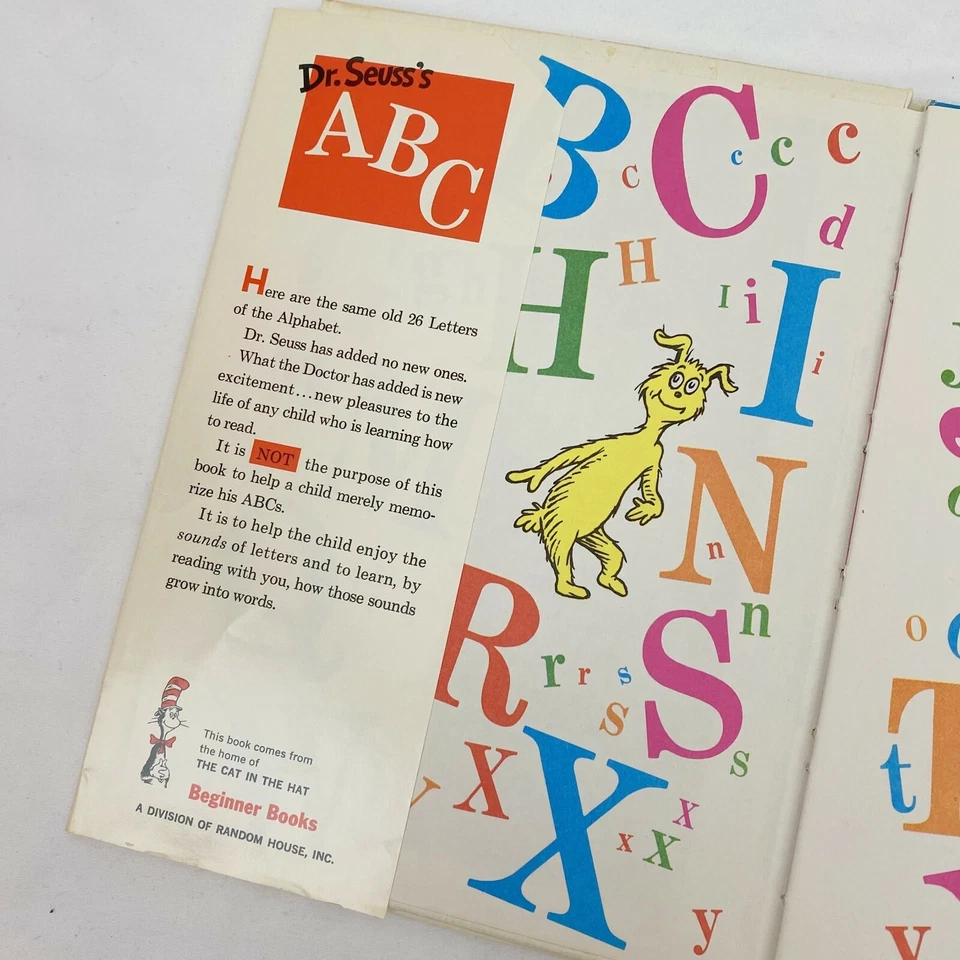 Dr. Seuss's
ABC
Here are the same old 26 Letters
of the Alphabet.
Dr. Seuss has added no new ones.
What the Doctor has added is new
excitement...new pleasures to the
life of any child who is learning how
to read.
It is NOT the purpose of this
book to help a child merely memo-
rize his ABCs.
It is to help the child enjoy the
sounds of letters and to learn, by
reading with you, how those sounds
grow into words.
This book comes from
the home of
THE CAT IN THE HAT
Beginner Books
A DIVISION OF RANDOM HOUSE, INC.
B c C c c c
d
H H I i I i
N n n
R r r s s S s
X X x X x
y
o
t T
y